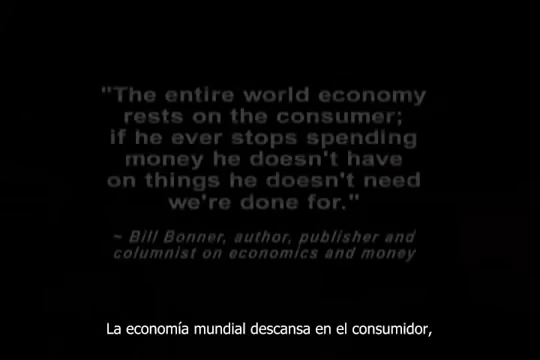 "The entire world economy
rests on the consumer;
if he ever stops spending
money he doesn't have
on things he doesn't need
we're done for."
~ Bill Bonner, author, publisher and
columnist on economics and money
La economía mundial descansa en el consumidor,